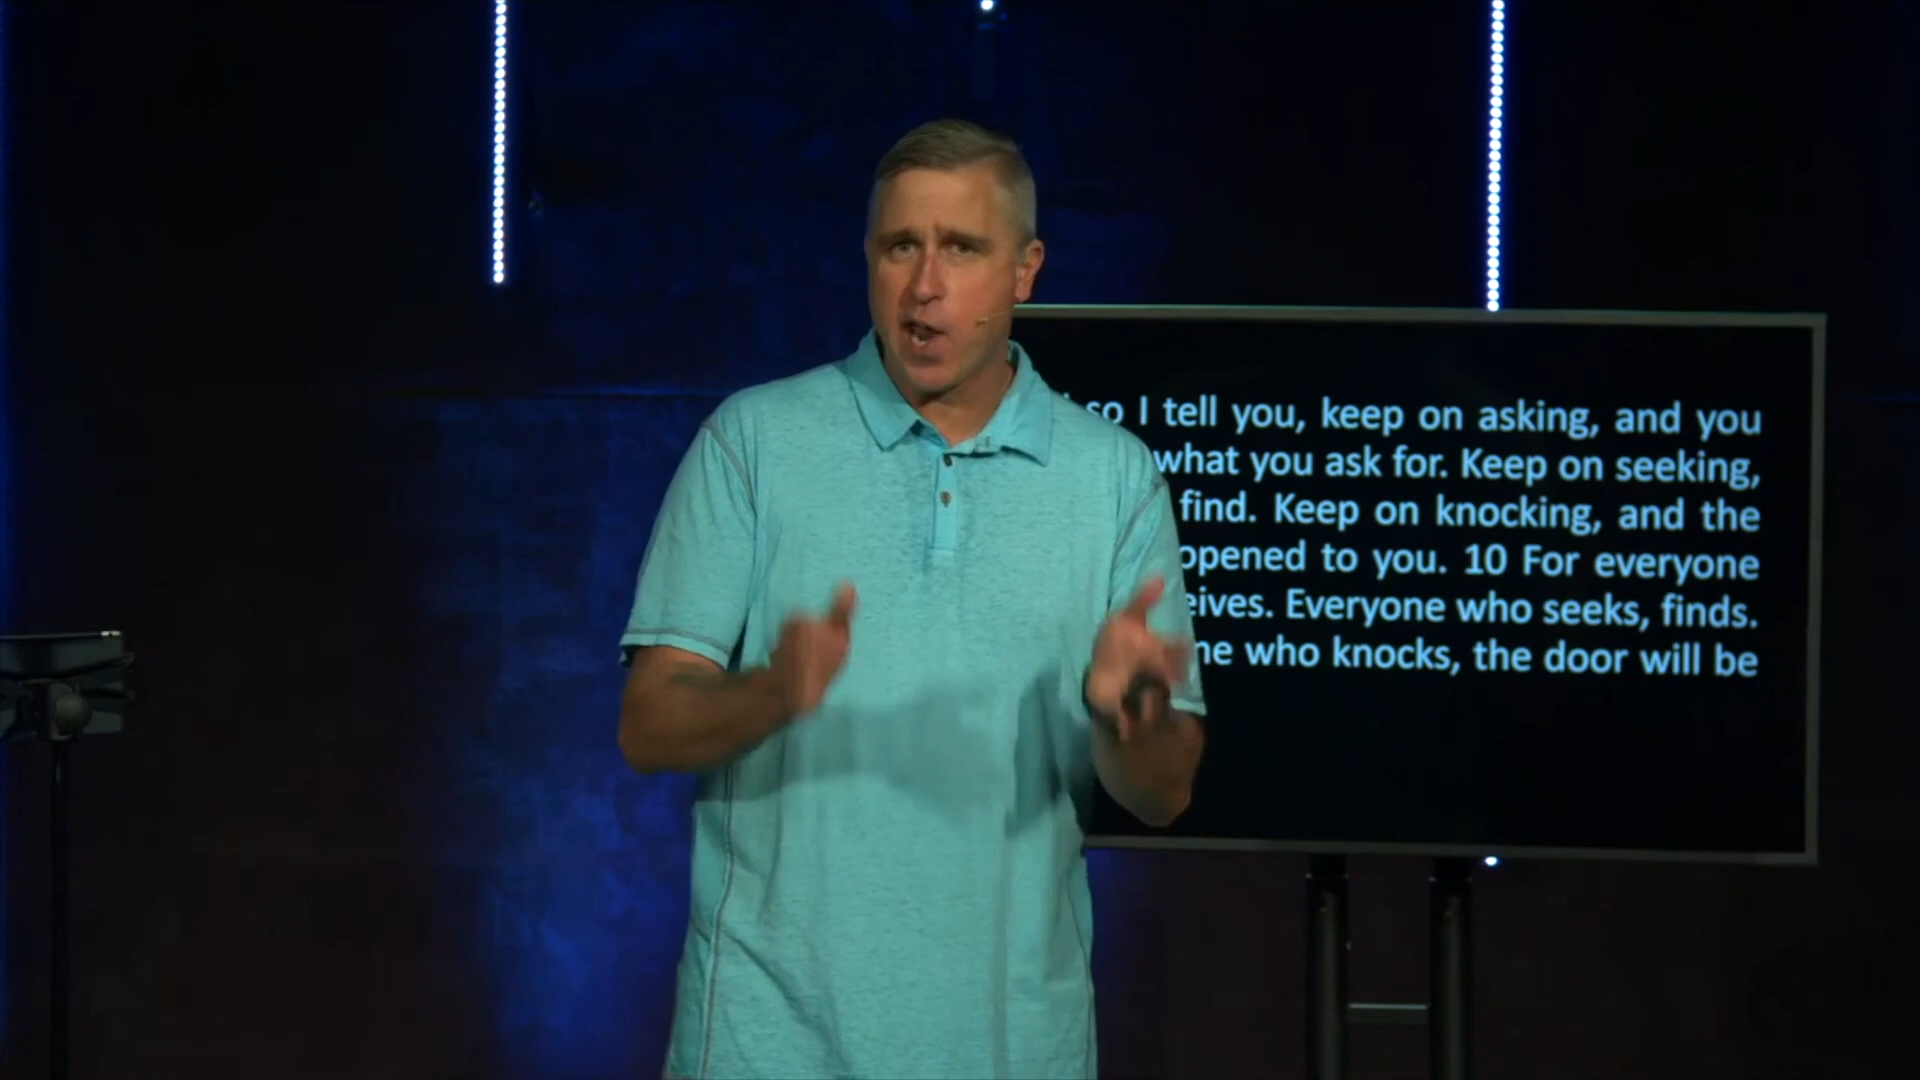 so I tell you, keep on asking, and you
what you ask for. Keep on seeking,
find. Keep on knocking, and the
opened to you. 10 For everyone
eives. Everyone who seeks, finds.
ne who knocks, the door will be